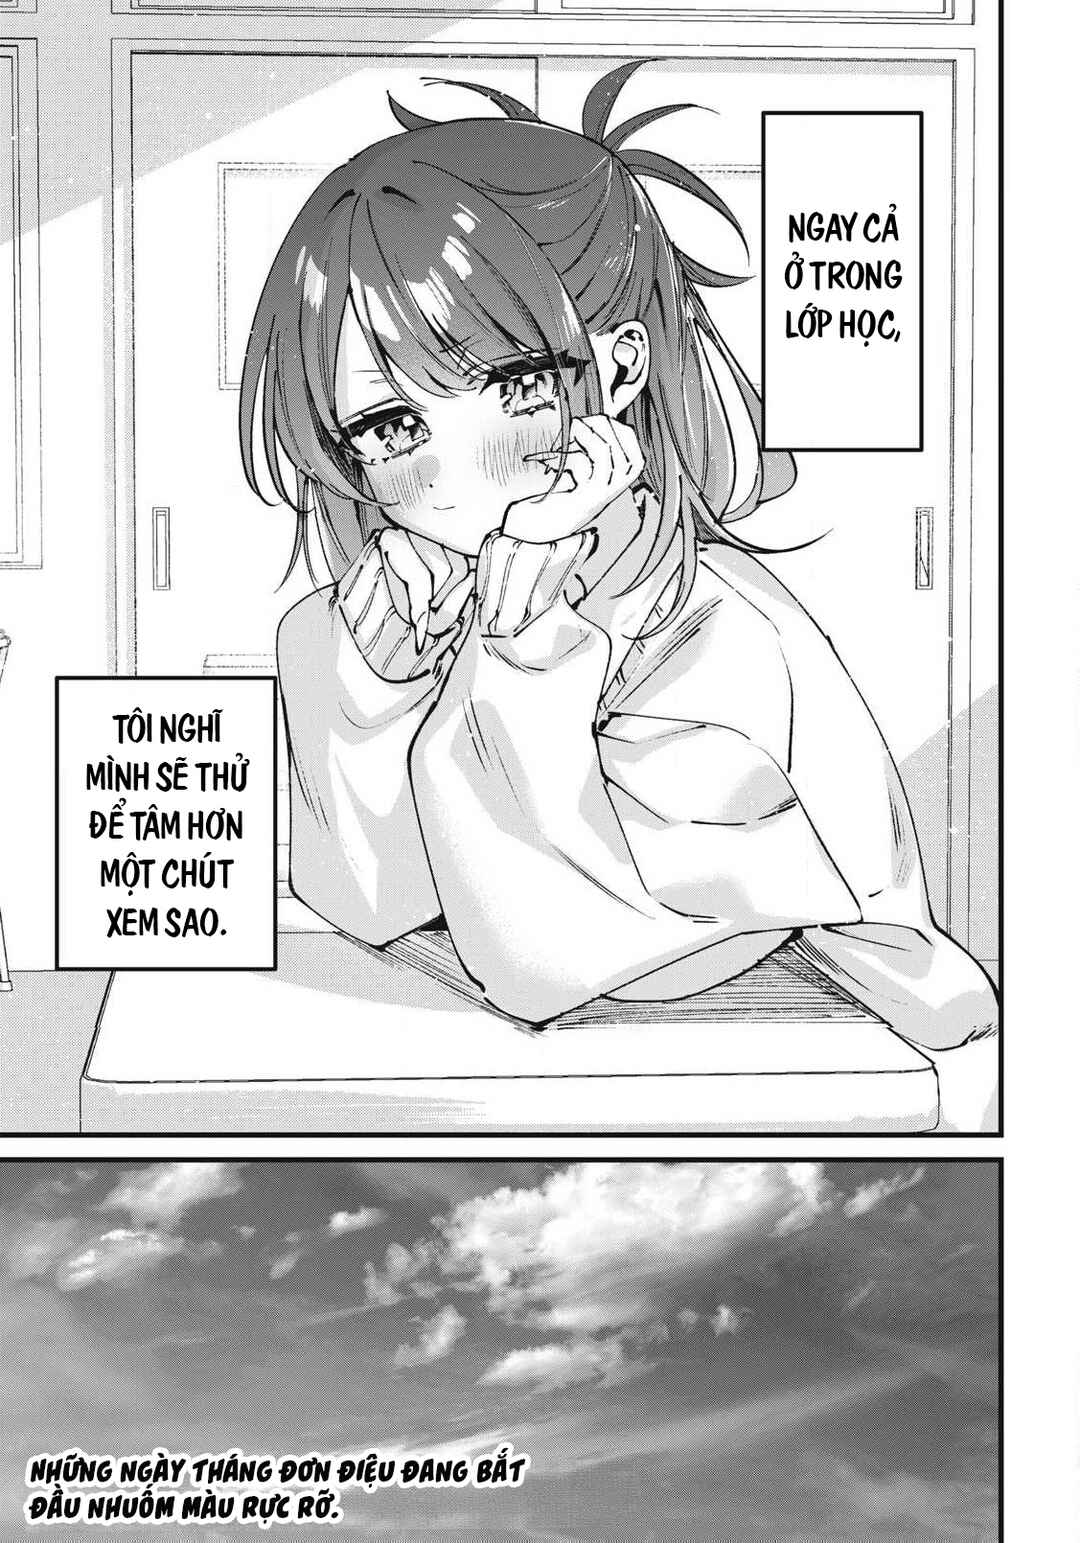 NGAY CẢ
Ở TRONG
LỚP HỌC,
TÔI NGHĨ
MÌNH SẼ THỬ
ĐỂ TÂM HƠN
MỘT CHÚT
XEM SAO.
NHỮNG NGÀY THÁNG ĐƠN ĐIỆU ĐANG BẮT
ĐẦU NHUỐM MÀU RỰC RỠ.